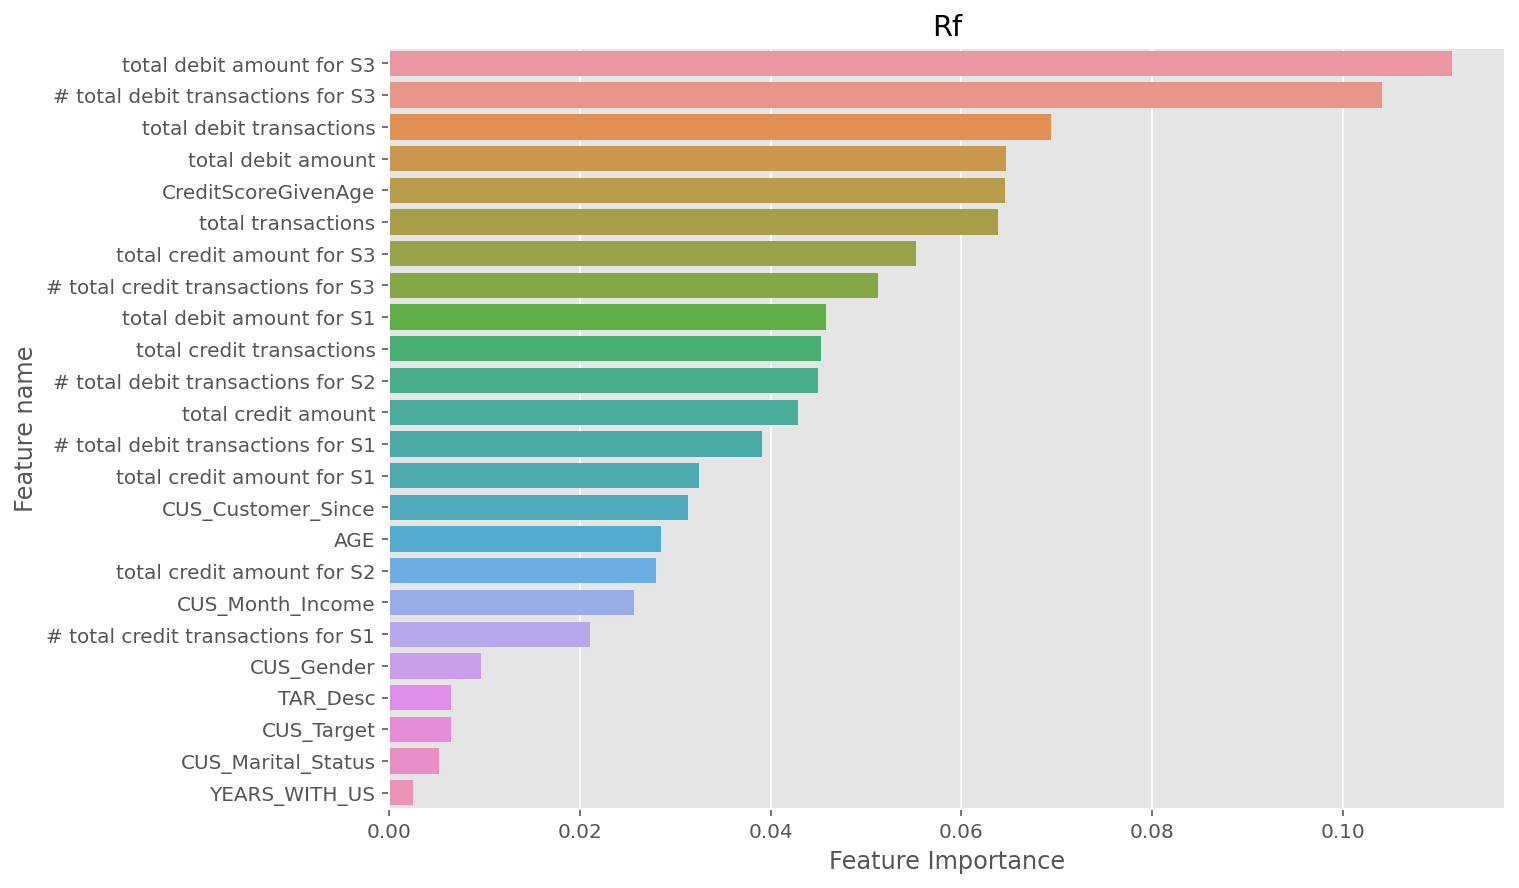 Rf
Feature name
total debit amount for S3
# total debit transactions for S3
total debit transactions
total debit amount
CreditScoreGivenAge
total transactions
total credit amount for S3
# total credit transactions for S3
total debit amount for S1
total credit transactions
# total debit transactions for S2
total credit amount
# total debit transactions for S1
total credit amount for S1
CUS_Customer_Since
AGE
total credit amount for S2
CUS_Month_Income
# total credit transactions for S1
CUS_Gender
TAR_Desc
CUS_Target
CUS_Marital_Status
YEARS_WITH_US
0.00 0.02 0.04 0.06 0.08 0.10
Feature Importance